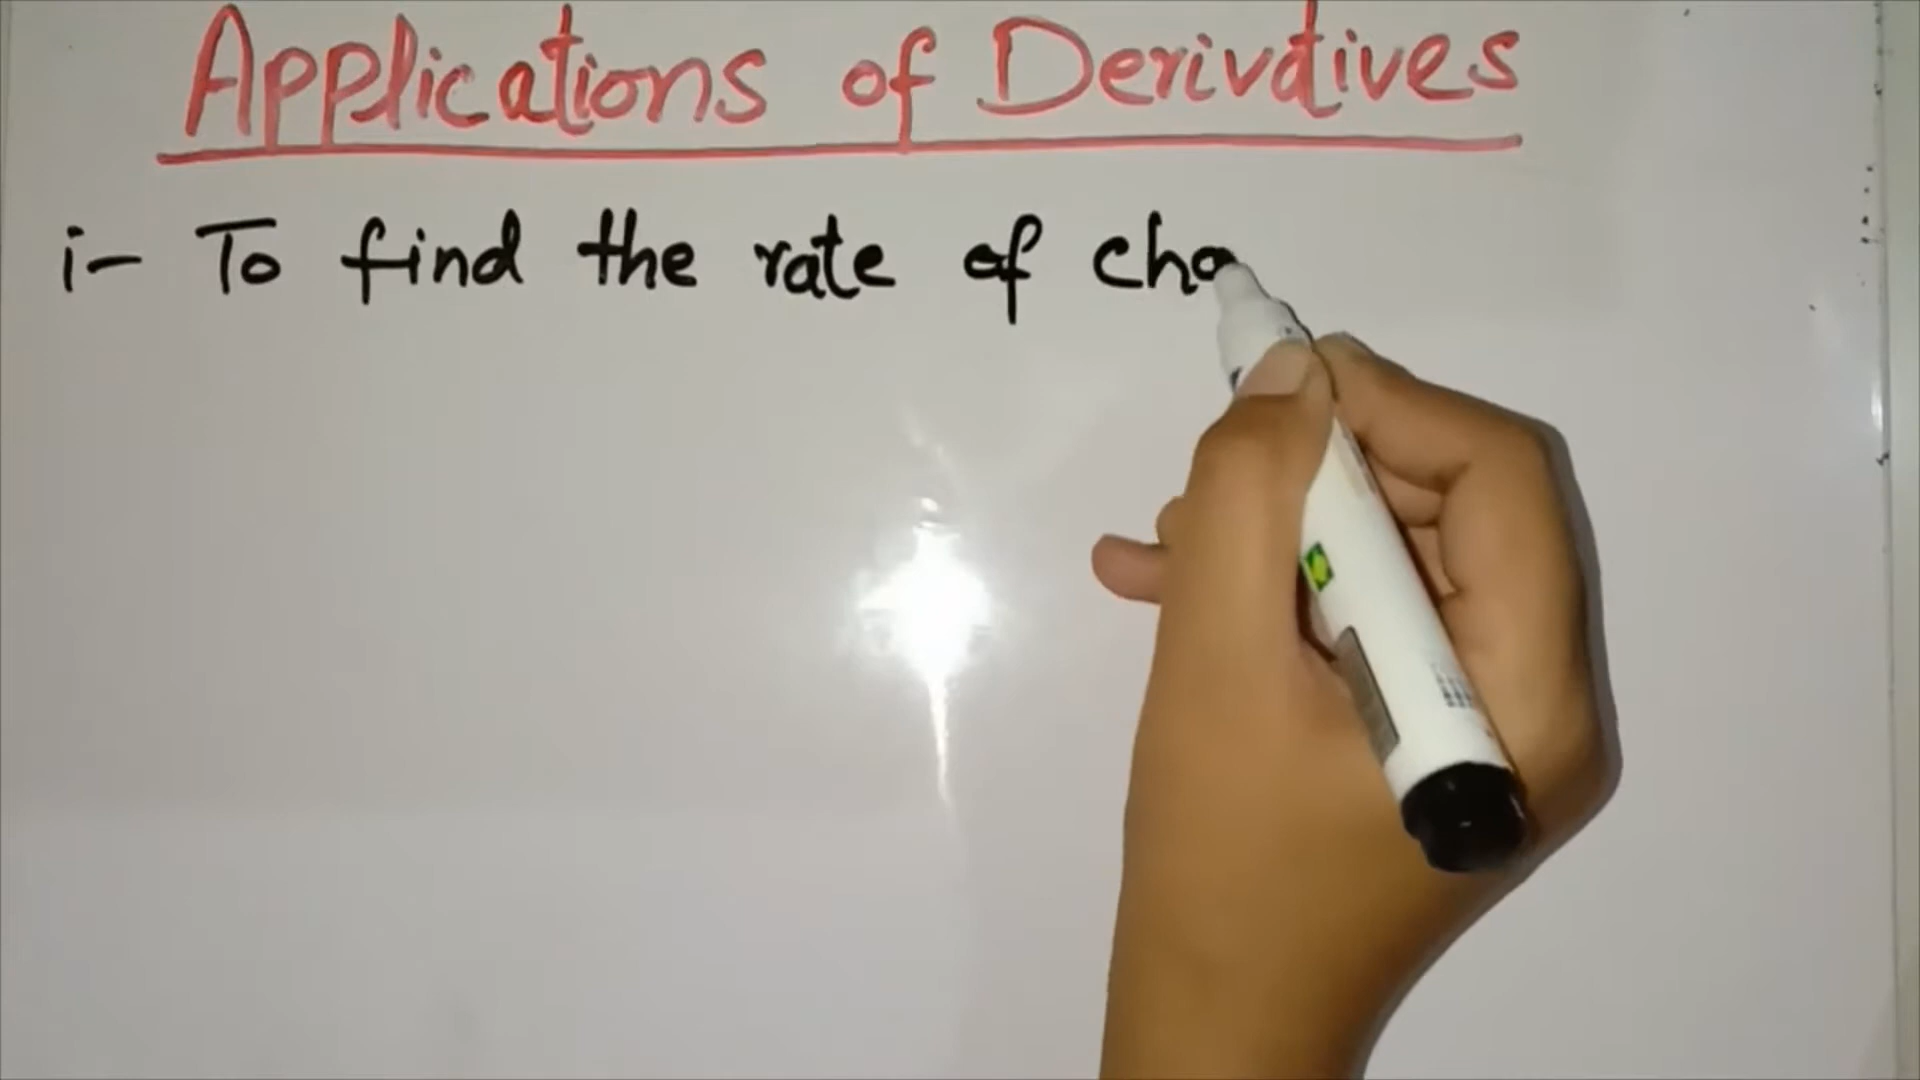 Applications of Derivatives
i- To find the rate of cha